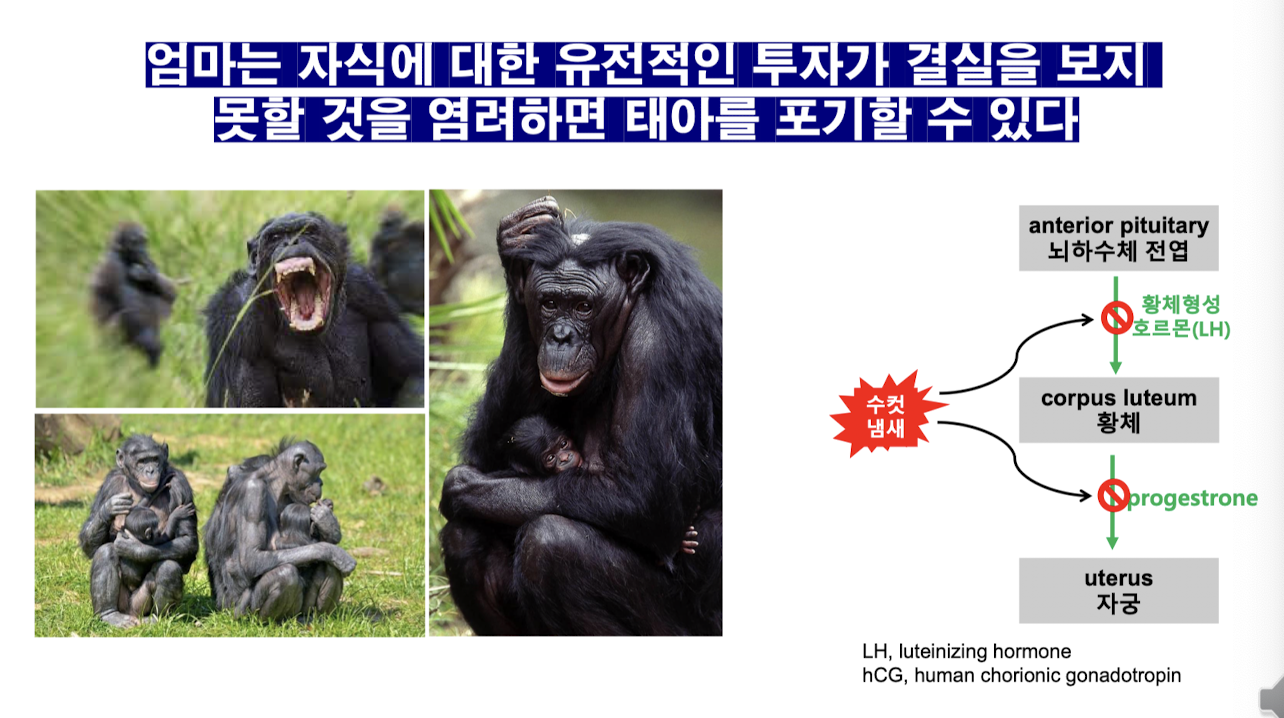 엄마는 자식에 대한 유전적인 투자가 결실을 보지
못할 것을 염려하면 태아를 포기할 수 있다
anterior pituitary
뇌하수체 전엽
황체형성
호르몬(LH)
수컷
냄새
corpus luteum
황체
progestrone
uterus
자궁
LH, luteinizing hormone
hCG, human chorionic gonadotropin